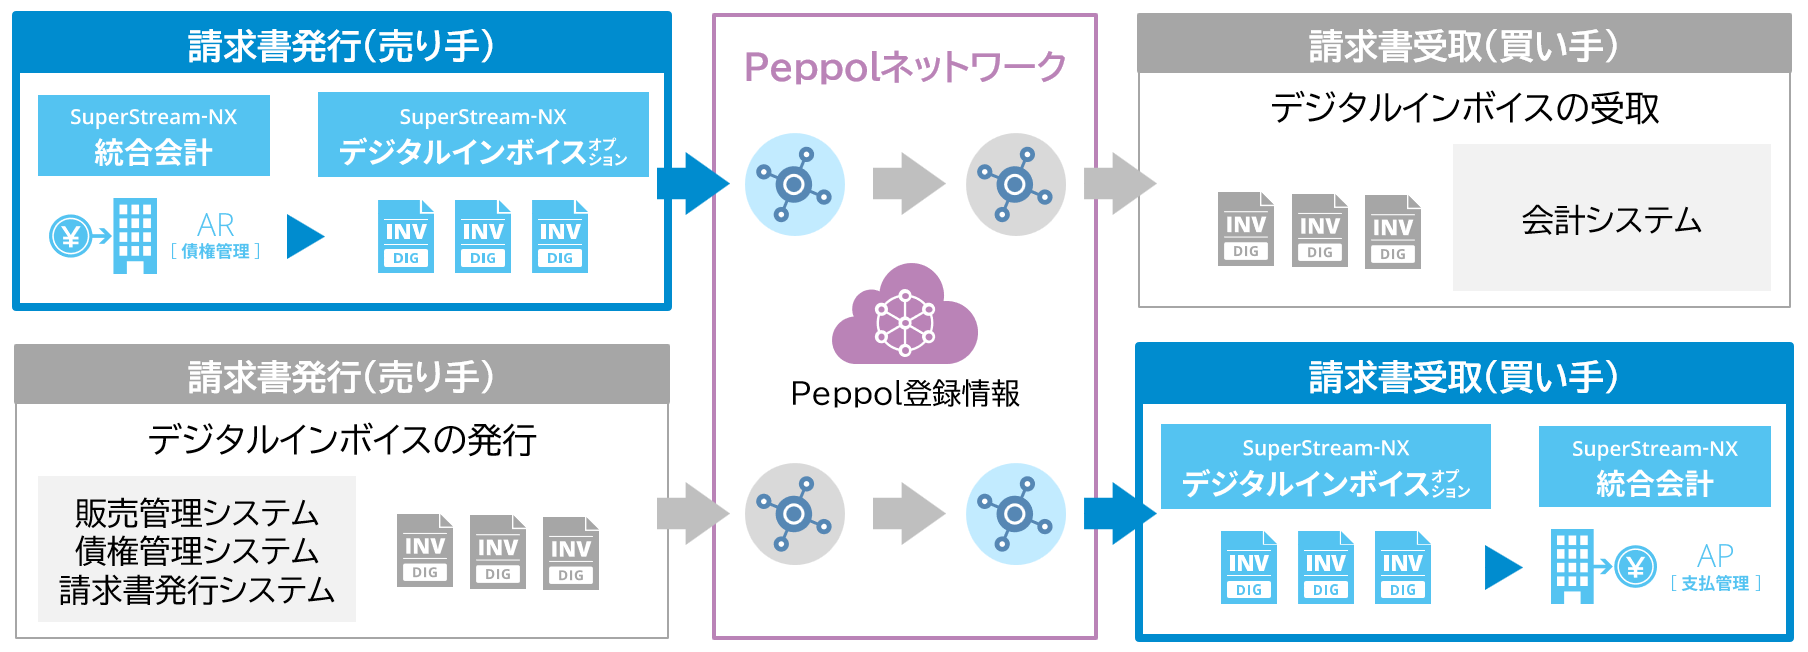 請求書発行(売り手)
SuperStream-NX
統合会計
SuperStream-NX
デジタルインボイスオプション
AR
[ 債権管理 ]
INV
DIG
INV
DIG
INV
DIG
Peppolネットワーク
Peppol登録情報
請求書受取(買い手)
デジタルインボイスの受取
INV
DIG
INV
DIG
INV
DIG
会計システム
請求書発行(売り手)
デジタルインボイスの発行
販売管理システム
債権管理システム
請求書発行システム
INV
DIG
INV
DIG
INV
DIG
請求書受取(買い手)
SuperStream-NX
デジタルインボイスオプション
SuperStream-NX
統合会計
INV
DIG
INV
DIG
INV
DIG
AP
[ 支払管理 ]